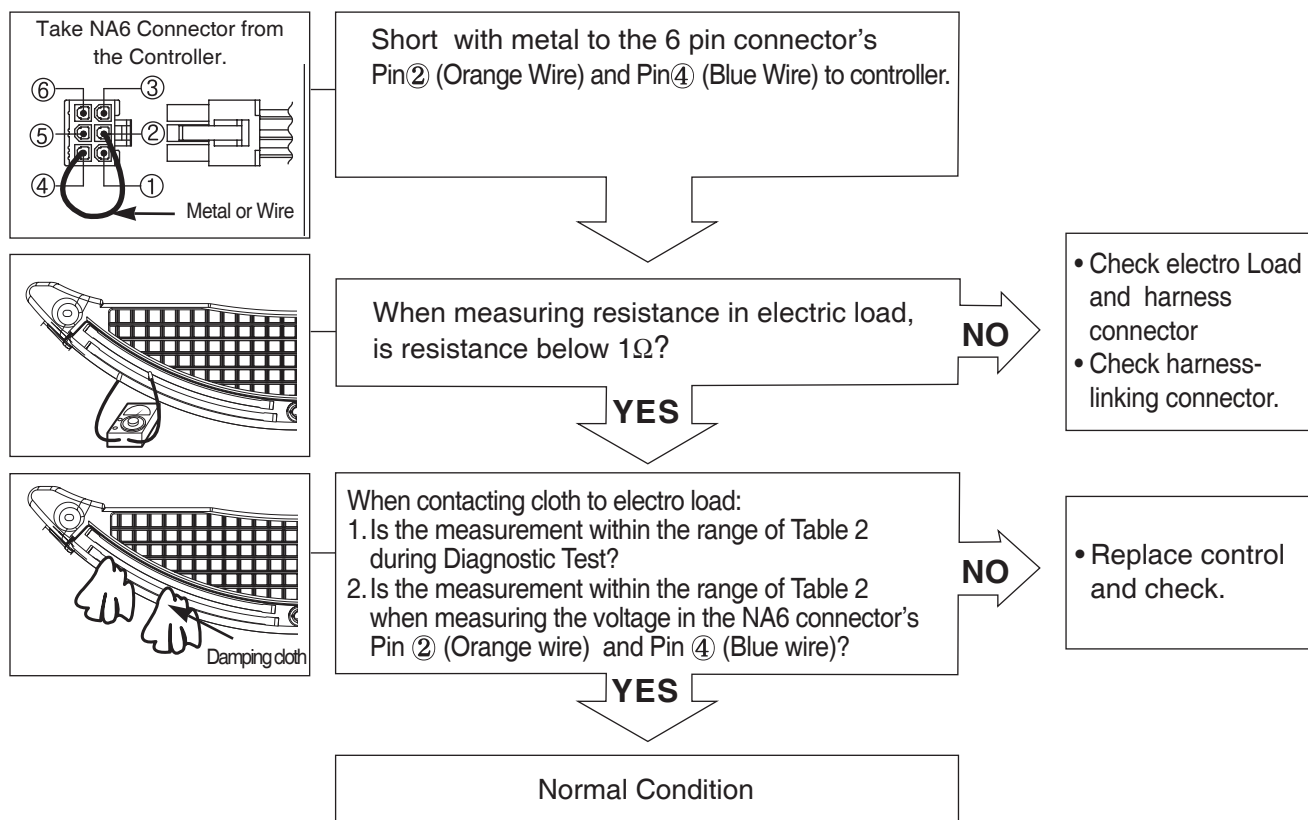 Take NA6 Connector from
the Controller.
⑥ ③
⑤ ②
④ ①
Metal or Wire
Short with metal to the 6 pin connector's
Pin② (Orange Wire) and Pin④ (Blue Wire) to controller.
When measuring resistance in electric load,
is resistance below 1Ω?
NO
• Check electro Load
and harness
connector
• Check harness-
linking connector.
YES
Damping cloth
When contacting cloth to electro load:
1. Is the measurement within the range of Table 2
during Diagnostic Test?
2. Is the measurement within the range of Table 2
when measuring the voltage in the NA6 connector's
Pin ② (Orange wire) and Pin ④ (Blue wire)?
NO
• Replace control
and check.
YES
Normal Condition